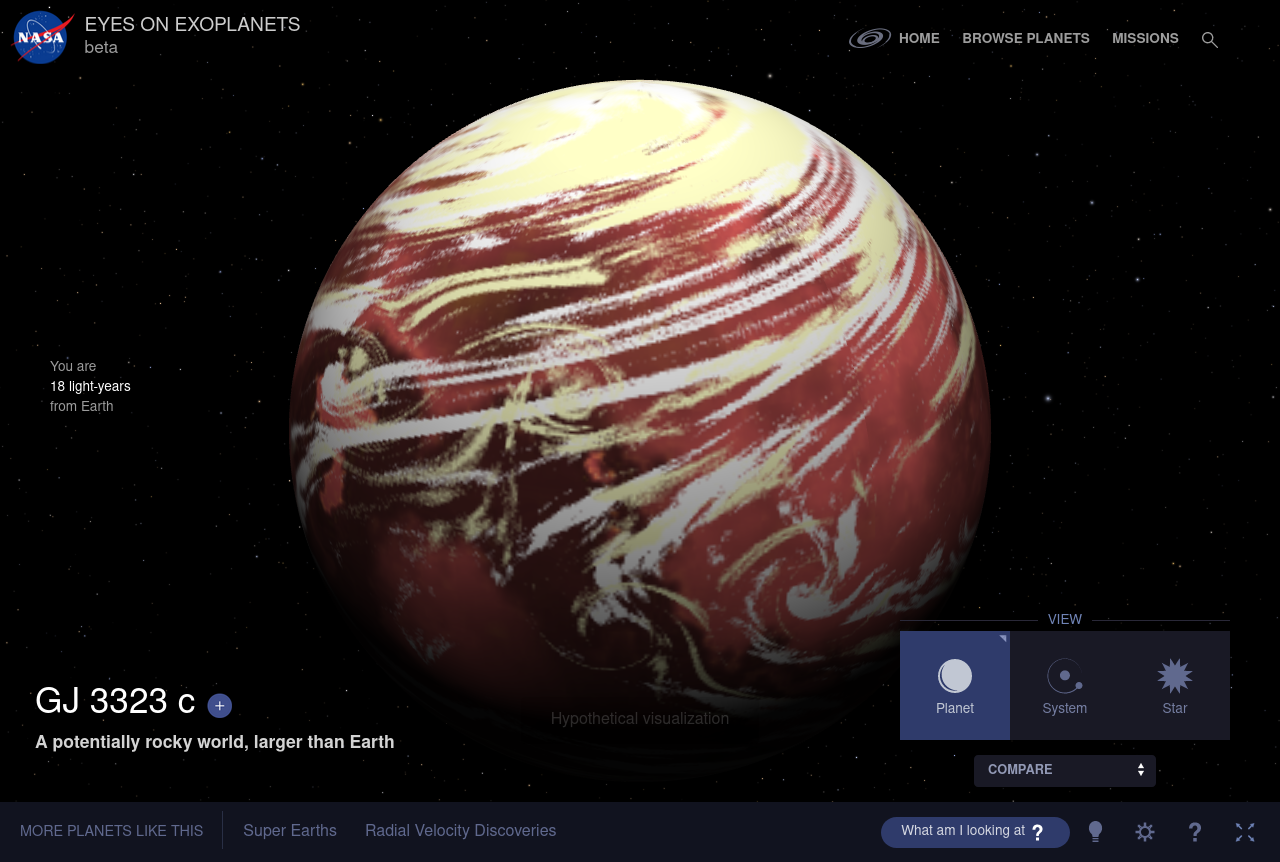 NASA
EYES ON EXOPLANETS
beta
HOME
BROWSE PLANETS
MISSIONS
You are
18 light-years
from Earth
VIEW
Planet
System
Star
GJ 3323 c +
A potentially rocky world, larger than Earth
Hypothetical visualization
COMPARE
MORE PLANETS LIKE THIS
Super Earths
Radial Velocity Discoveries
What am I looking at ?
?